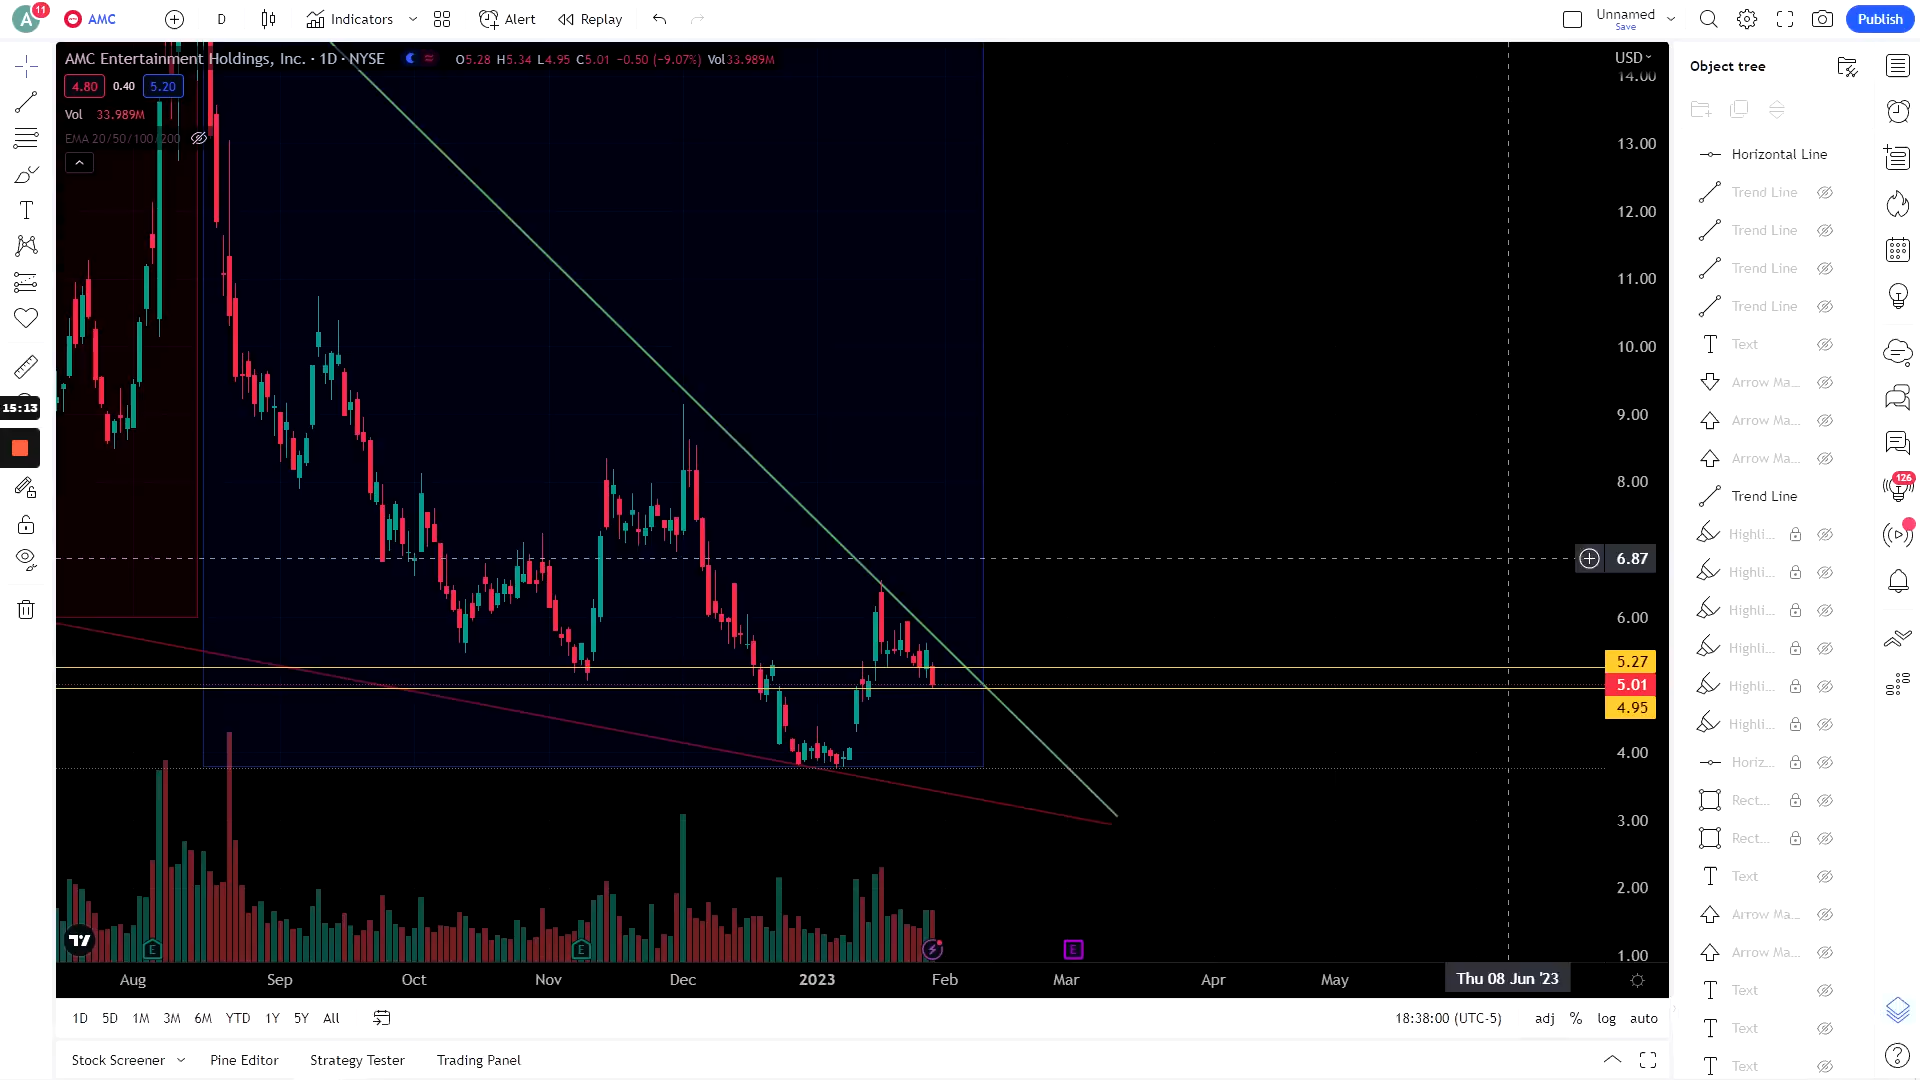 A 11 AMC D Indicators Alert Replay Unnamed Save Publish
AMC Entertainment Holdings, Inc. · 1D · NYSE O5.28 H5.34 L4.95 C5.01 −0.50 (−9.07%) Vol33.989M
USD
4.80 0.40 5.20
Vol 33.989M
EMA 20/50/100/200
14.00
13.00
12.00
11.00
10.00
9.00
8.00
6.87
6.00
5.27
5.01
4.95
4.00
3.00
2.00
1.00
15:13
E E E
Aug Sep Oct Nov Dec 2023 Feb Mar Apr May Thu 08 Jun '23
1D 5D 1M 3M 6M YTD 1Y 5Y All 18:38:00 (UTC-5) adj % log auto
Stock Screener Pine Editor Strategy Tester Trading Panel
Object tree
Horizontal Line
Trend Line
Trend Line
Trend Line
Trend Line
Text
Arrow Ma...
Arrow Ma...
Arrow Ma...
Trend Line
Highli...
Highli...
Highli...
Highli...
Highli...
Highli...
Horiz...
Rect...
Rect...
Text
Arrow Ma...
Arrow Ma...
Text
Text
Text
126